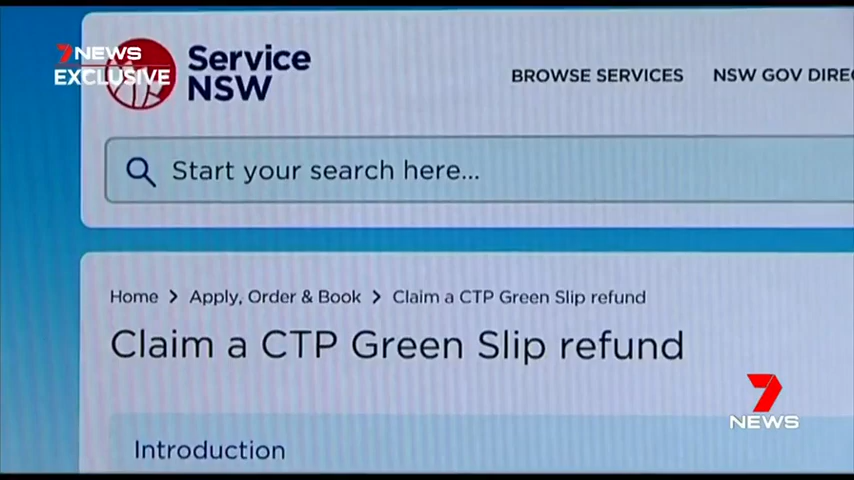 7NEWS
EXCLUSIVE
Service
NSW
BROWSE SERVICES NSW GOV DIREC
Start your search here...
Home > Apply, Order & Book > Claim a CTP Green Slip refund
Claim a CTP Green Slip refund
7
NEWS
Introduction